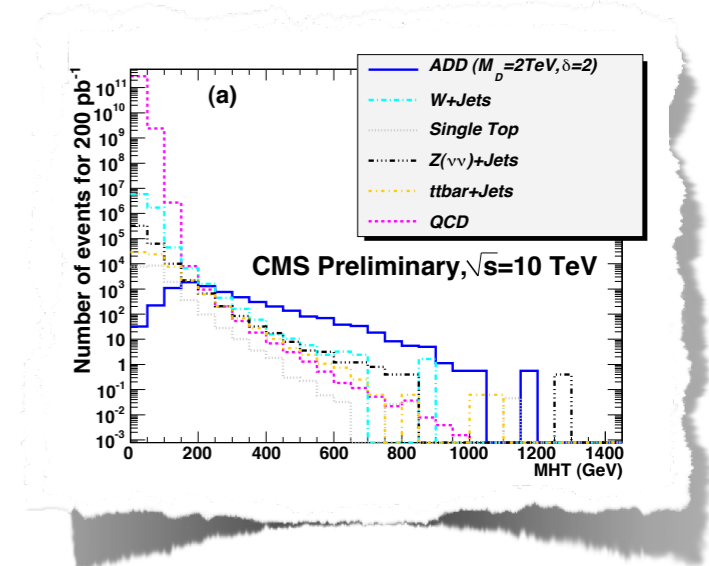 ADD (M_D=2TeV,δ=2)
W+Jets
Single Top
Z(νν)+Jets
ttbar+Jets
QCD
(a)
CMS Preliminary,√s=10 TeV
Number of events for 200 pb⁻¹
10¹¹
10¹⁰
10⁹
10⁸
10⁷
10⁶
10⁵
10⁴
10³
10²
10
1
10⁻¹
10⁻²
10⁻³
0 200 400 600 800 1000 1200 1400
MHT (GeV)